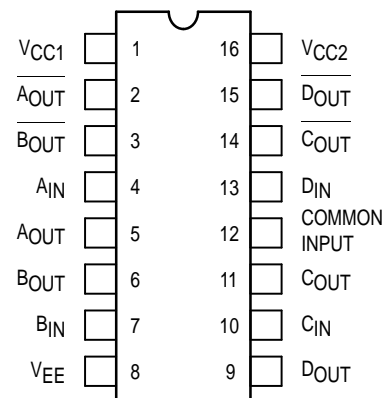 VCC1 1 16 VCC2
AOUT 2 15 DOUT
BOUT 3 14 COUT
AIN 4 13 DIN
AOUT 5 12 COMMON INPUT
BOUT 6 11 COUT
BIN 7 10 CIN
VEE 8 9 DOUT